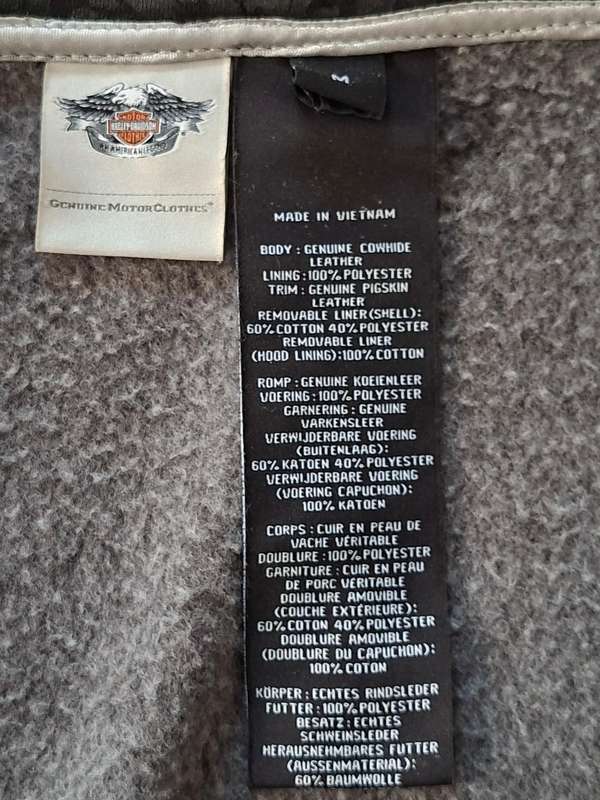 MOTOR
HARLEY-DAVIDSON
CLOTHES
AN AMERICAN LEGEND
GENUINE MOTORCLOTHES®
M
MADE IN VIETNAM
BODY : GENUINE COWHIDE
LEATHER
LINING :100% POLYESTER
TRIM : GENUINE PIGSKIN
LEATHER
REMOVABLE LINER(SHELL):
60% COTTON 40% POLYESTER
REMOVABLE LINER
(HOOD LINING):100% COTTON
ROMP :GENUINE KOEIENLEER
VOERING :100% POLYESTER
GARNERING : GENUINE
VARKENSLEER
VERWIJDERBARE VOERING
(BUITENLAAG):
60% KATOEN 40% POLYESTER
VERWIJDERBARE VOERING
(VOERING CAPUCHON):
100% KATOEN
CORPS : CUIR EN PEAU DE
VACHE VÉRITABLE
DOUBLURE :100% POLYESTER
GARNITURE : CUIR EN PEAU
DE PORC VÉRITABLE
DOUBLURE AMOVIBLE
(COUCHE EXTÉRIEURE):
60% COTON 40% POLYESTER
DOUBLURE AMOVIBLE
(DOUBLURE DU CAPUCHON):
100% COTON
KÖRPER : ECHTES RINDSLEDER
FUTTER :100% POLYESTER
BESATZ : ECHTES
SCHWEINSLEDER
HERAUSNEHMBARES FUTTER
(AUSSENMATERIAL):
60% BAUMWOLLE